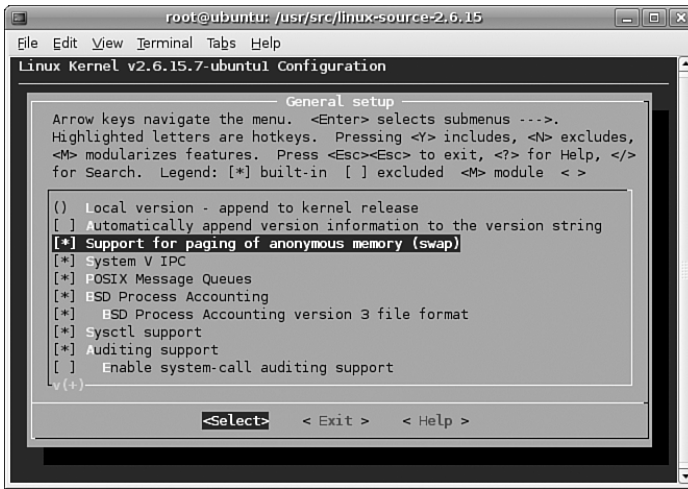 root@ubuntu: /usr/src/linux-source-2.6.15
File Edit View Terminal Tabs Help
Linux Kernel v2.6.15.7-ubuntu1 Configuration
General setup
Arrow keys navigate the menu. <Enter> selects submenus --->.
Highlighted letters are hotkeys. Pressing <Y> includes, <N> excludes,
<M> modularizes features. Press <Esc><Esc> to exit, <?> for Help, </>
for Search. Legend: [*] built-in [ ] excluded <M> module < >
() Local version - append to kernel release
[ ] Automatically append version information to the version string
[*] Support for paging of anonymous memory (swap)
[*] System V IPC
[*] POSIX Message Queues
[*] BSD Process Accounting
[*] BSD Process Accounting version 3 file format
[*] Sysctl support
[*] Auditing support
[ ] Enable system-call auditing support
v(+)
<Select> < Exit > < Help >